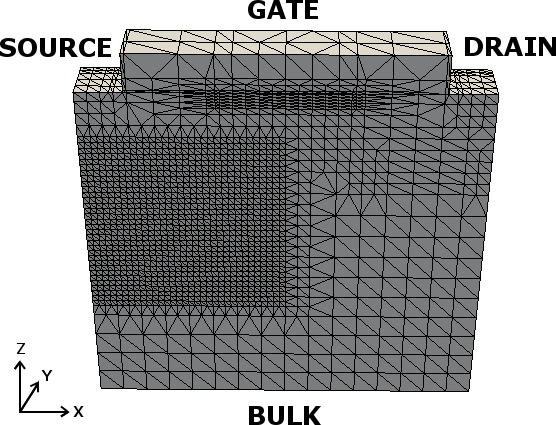 GATE
SOURCE
DRAIN
Z
Y
X
BULK